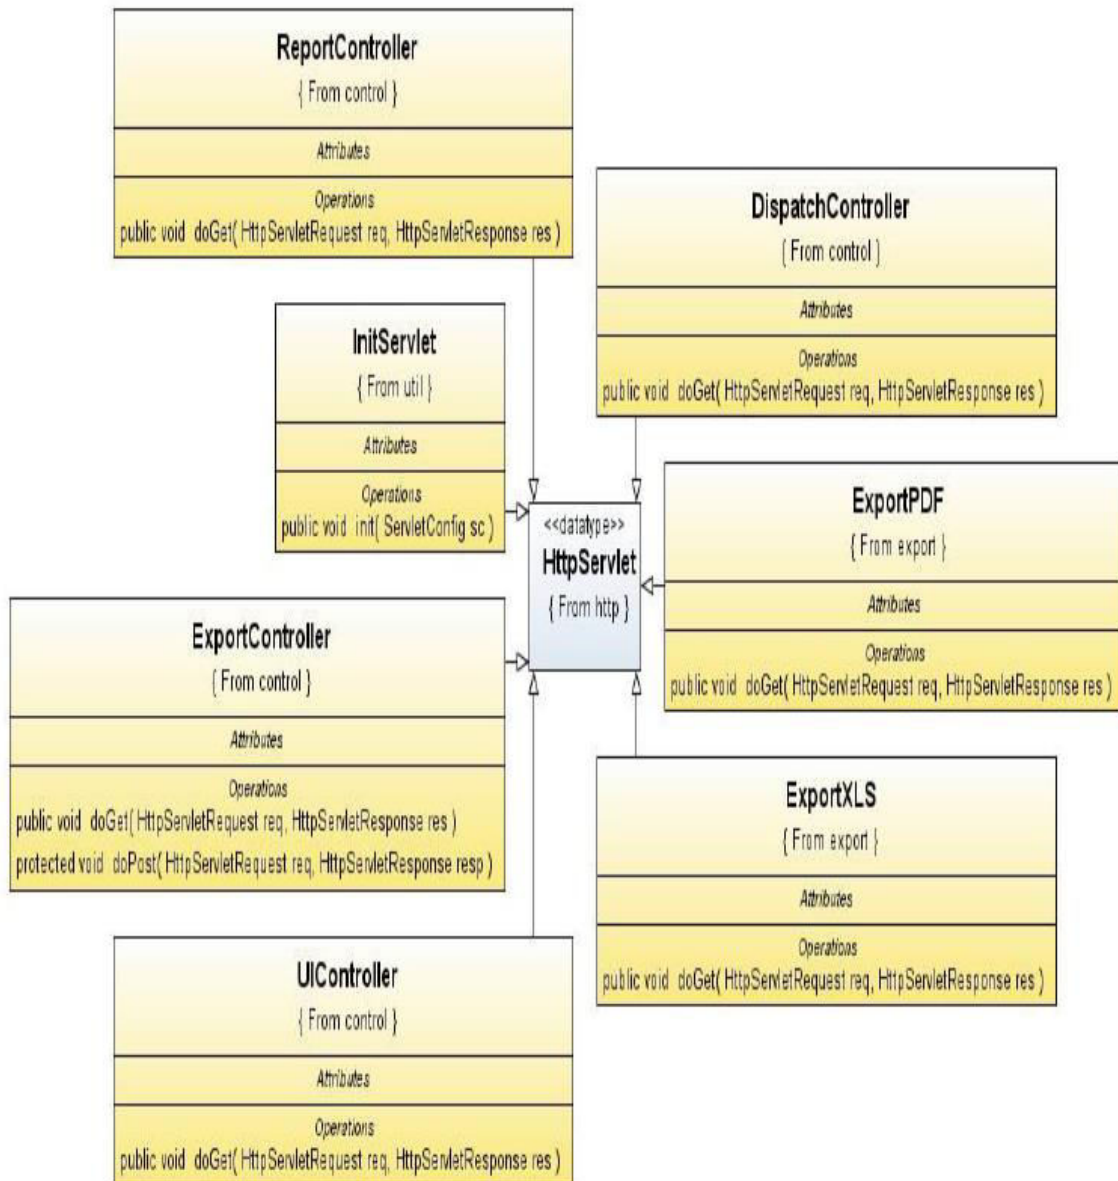 ReportController
{ From control }
Attributes
Operations
public void doGet( HttpServletRequest req, HttpServletResponse res )
DispatchController
{ From control }
Attributes
Operations
public void doGet( HttpServletRequest req, HttpServletResponse res )
InitServlet
{ From util }
Attributes
Operations
public void init( ServletConfig sc )
<<datatype>>
HttpServlet
{ From http }
ExportPDF
{ From export }
Attributes
Operations
public void doGet( HttpServletRequest req, HttpServletResponse res )
ExportController
{ From control }
Attributes
Operations
public void doGet( HttpServletRequest req, HttpServletResponse res )
protected void doPost( HttpServletRequest req, HttpServletResponse resp )
ExportXLS
{ From export }
Attributes
Operations
public void doGet( HttpServletRequest req, HttpServletResponse res )
UIController
{ From control }
Attributes
Operations
public void doGet( HttpServletRequest req, HttpServletResponse res )